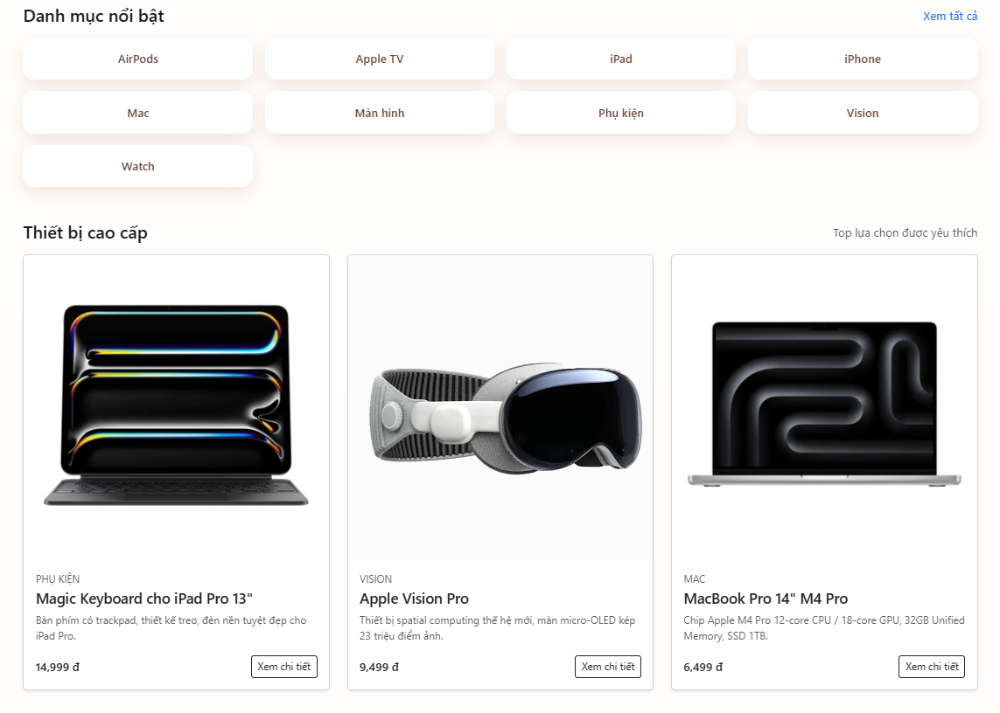 Danh mục nổi bật
Xem tất cả
AirPods
Apple TV
iPad
iPhone
Mac
Màn hình
Phụ kiện
Vision
Watch
Thiết bị cao cấp
Top lựa chọn được yêu thích
PHỤ KIỆN
Magic Keyboard cho iPad Pro 13"
Bàn phím có trackpad, thiết kế treo, đèn nền tuyệt đẹp cho
iPad Pro.
14,999 đ
Xem chi tiết
VISION
Apple Vision Pro
Thiết bị spatial computing thế hệ mới, màn micro-OLED kép
23 triệu điểm ảnh.
9,499 đ
Xem chi tiết
MAC
MacBook Pro 14" M4 Pro
Chip Apple M4 Pro 12-core CPU / 18-core GPU, 32GB Unified
Memory, SSD 1TB.
6,499 đ
Xem chi tiết